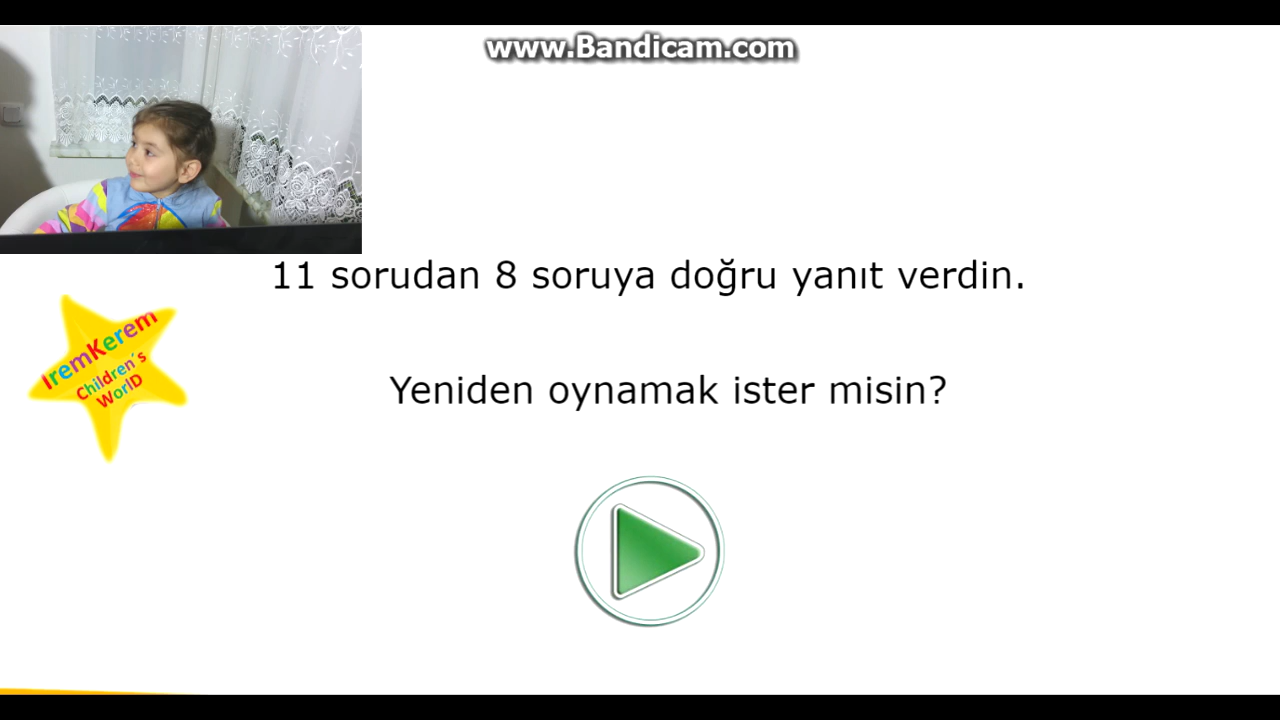 www.Bandicam.com
11 sorudan 8 soruya doğru yanıt verdin.
IremKerem
Children's
WorlD
Yeniden oynamak ister misin?